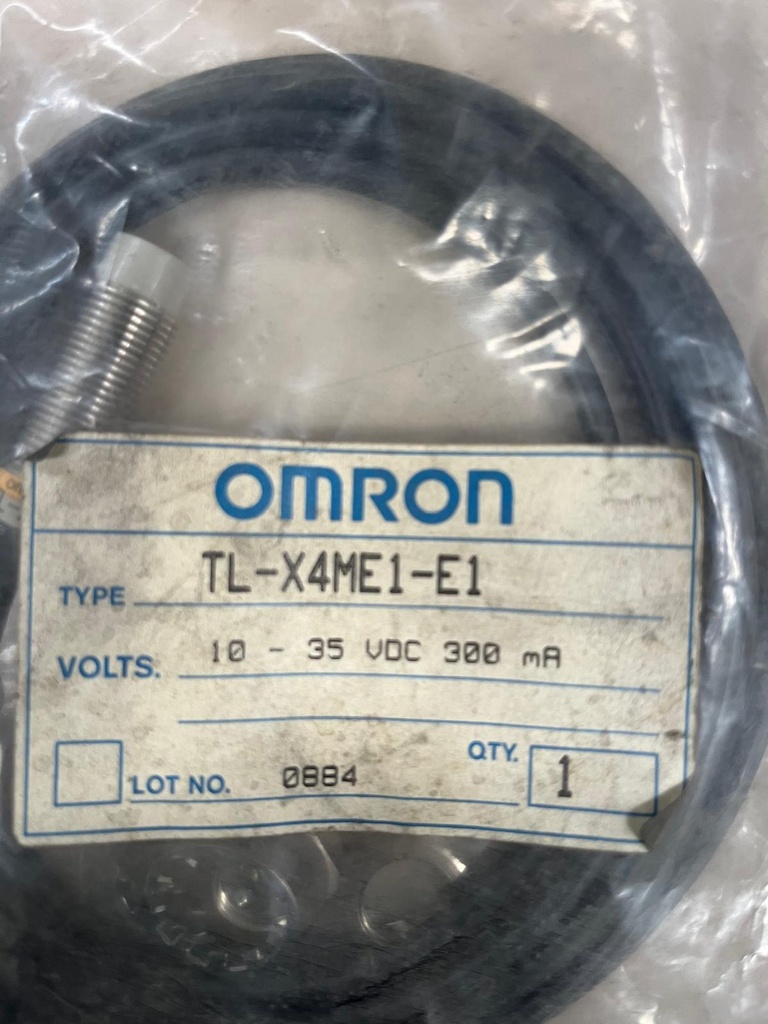 OMRON
TYPE TL-X4ME1-E1
VOLTS. 10 - 35 VDC 300 mA
QTY. 1
LOT NO. 0884